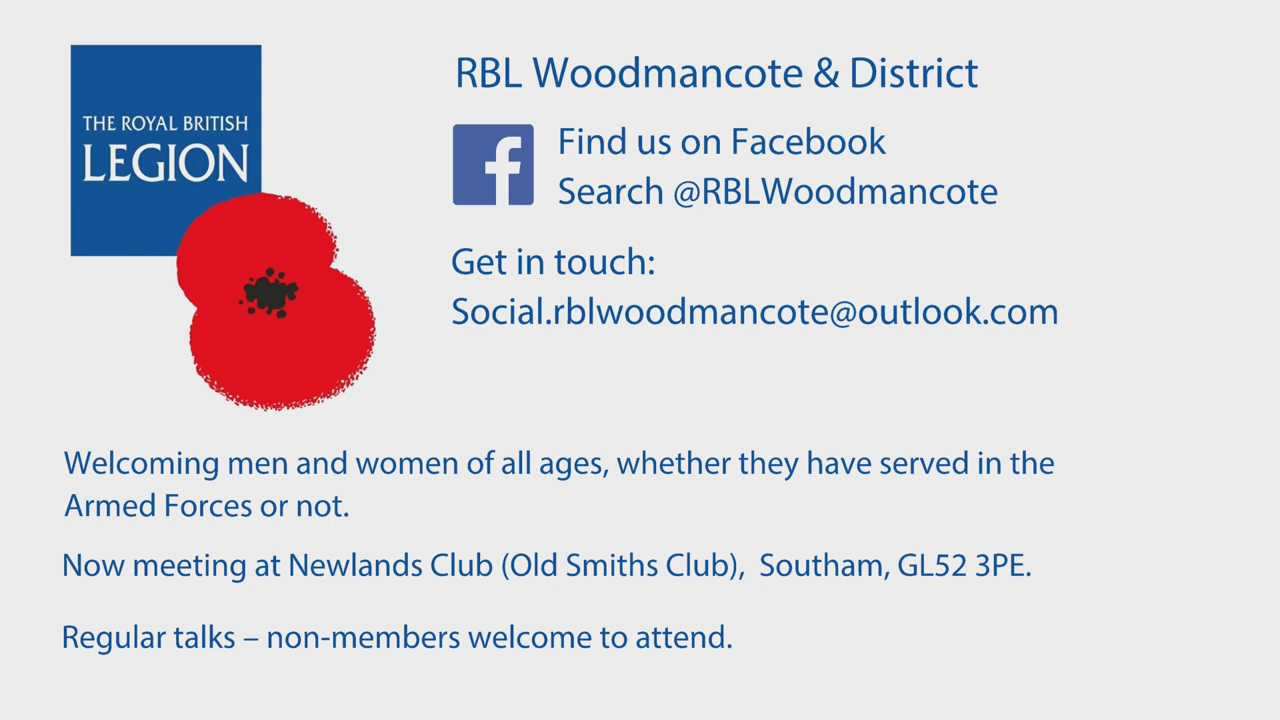 THE ROYAL BRITISH
LEGION
RBL Woodmancote & District
f
Find us on Facebook
Search @RBLWoodmancote
Get in touch:
Social.rblwoodmancote@outlook.com
Welcoming men and women of all ages, whether they have served in the
Armed Forces or not.
Now meeting at Newlands Club (Old Smiths Club),  Southam, GL52 3PE.
Regular talks – non-members welcome to attend.